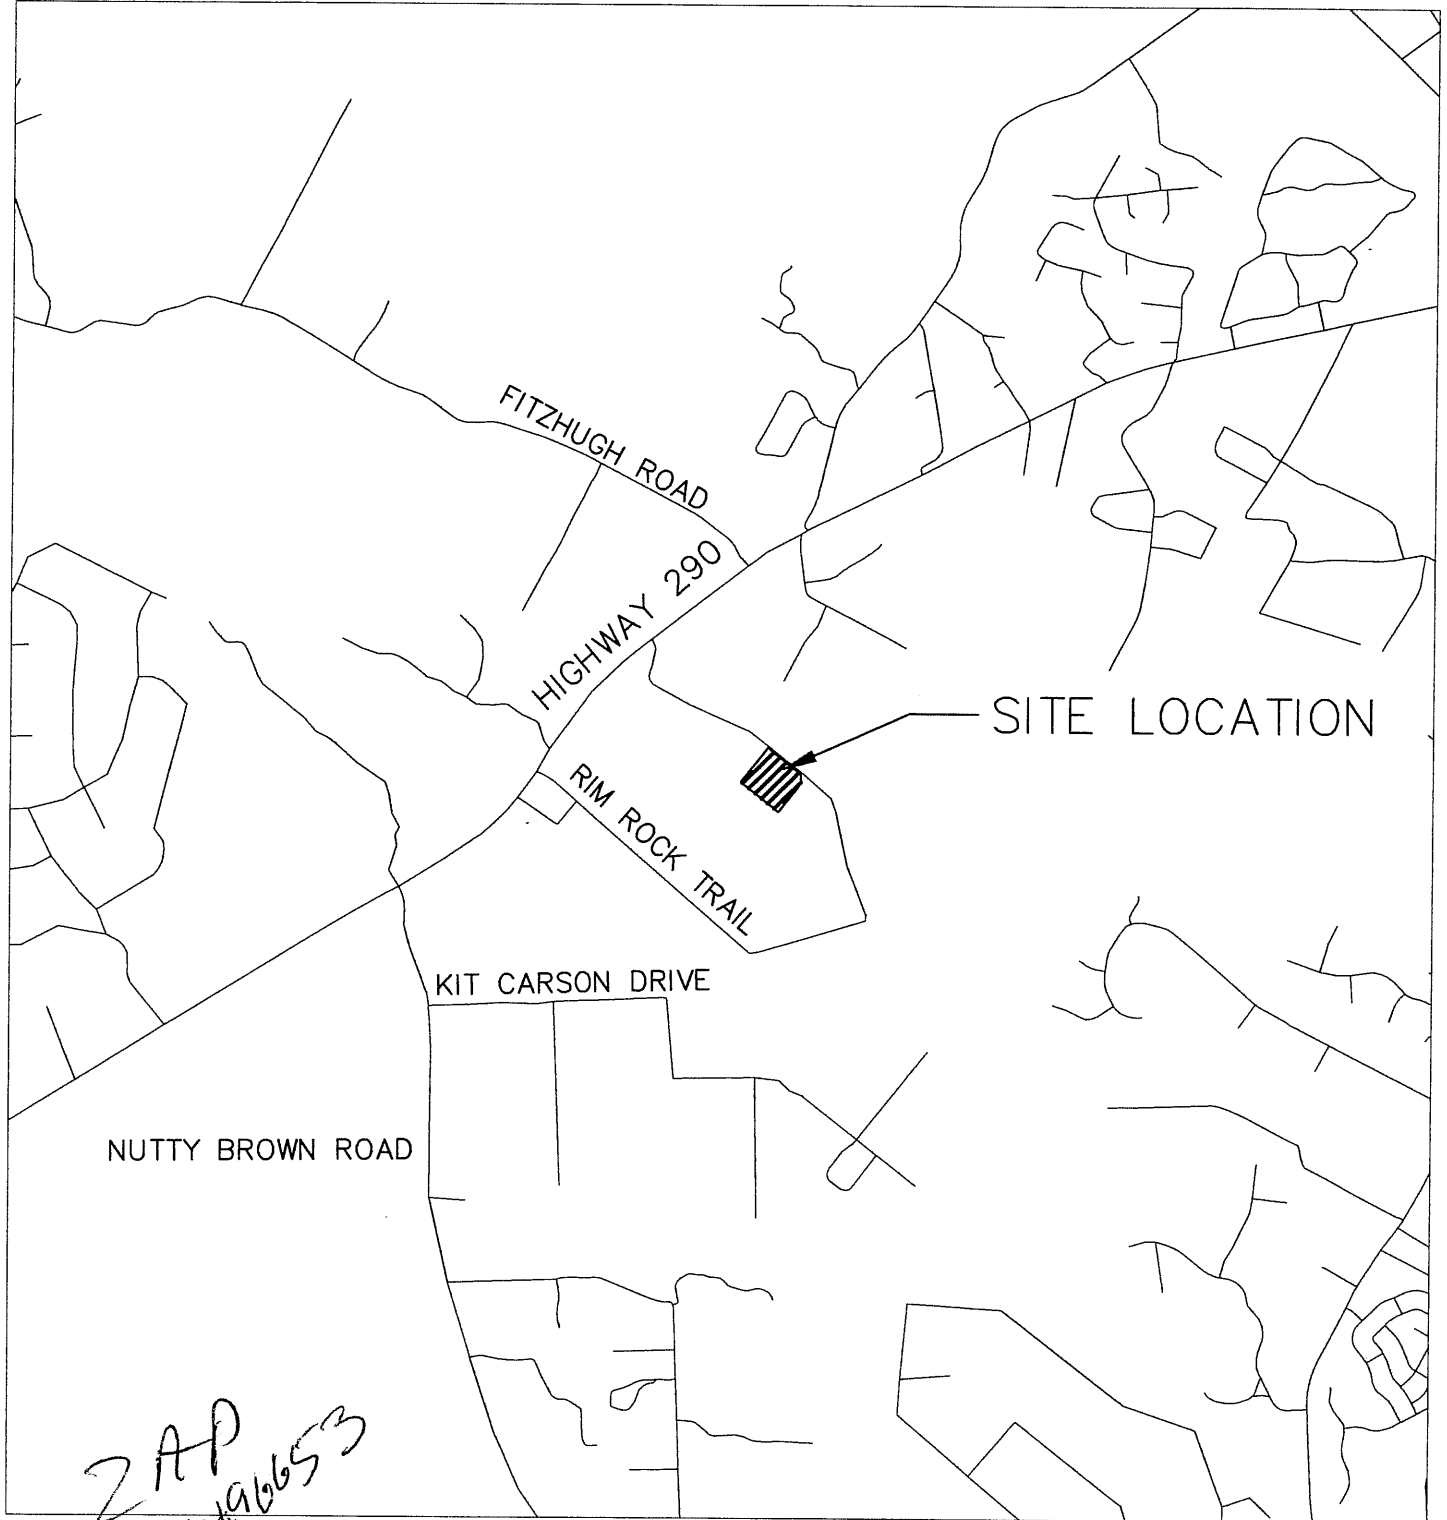 FITZHUGH ROAD
HIGHWAY 290
SITE LOCATION
RIM ROCK TRAIL
KIT CARSON DRIVE
NUTTY BROWN ROAD
ZAP